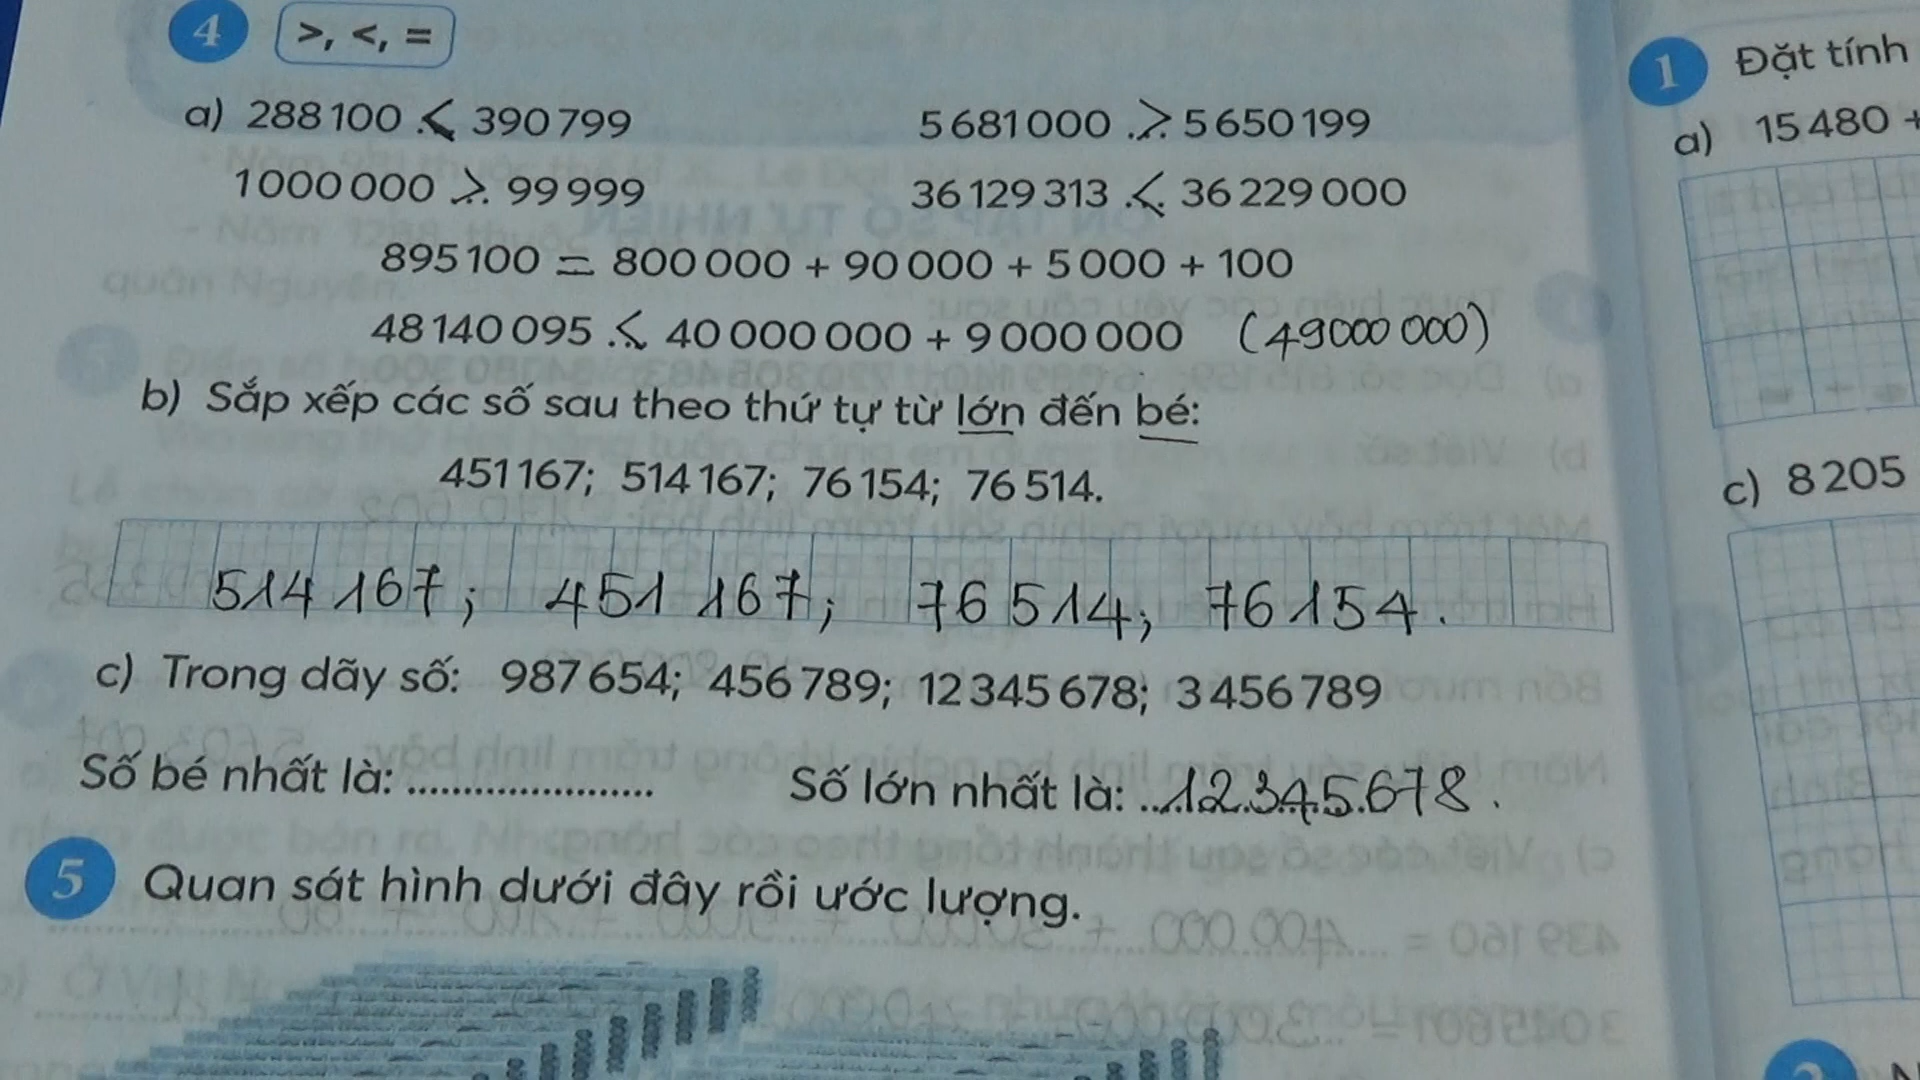 4 >, <, =
a) 288 100 < 390 799 5 681 000 > 5 650 199
1 000 000 > 99 999 36 129 313 < 36 229 000
895 100 = 800 000 + 90 000 + 5 000 + 100
48 140 095 < 40 000 000 + 9 000 000 (49000 000)
b) Sắp xếp các số sau theo thứ tự từ lớn đến bé:
451 167; 514 167; 76 154; 76 514.
514 167; 451 167; 76 514; 76 154.
c) Trong dãy số: 987 654; 456 789; 12 345 678; 3 456 789
Số bé nhất là: ...................... Số lớn nhất là: 12345678.
5 Quan sát hình dưới đây rồi ước lượng.
1 Đặt tính
a) 15 480 +
c) 8 205